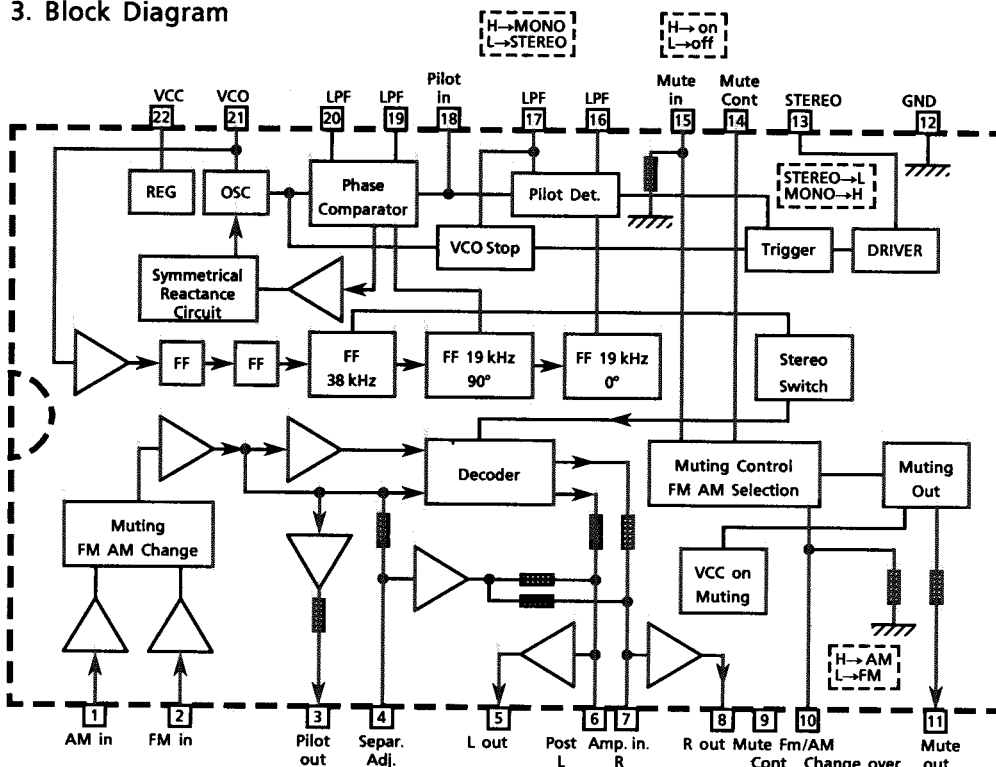 3. Block Diagram
H→MONO
L→STEREO
H→on
L→off
VCC
VCO
LPF
LPF
Pilot
in
LPF
LPF
Mute
in
Mute
Cont
STEREO
GND
22
21
20
19
18
17
16
15
14
13
12
REG
OSC
Phase
Comparator
Pilot Det.
STEREO→L
MONO→H
VCO Stop
Trigger
DRIVER
Symmetrical
Reactance
Circuit
FF
FF
FF
38 kHz
FF 19 kHz
90°
FF 19 kHz
0°
Stereo
Switch
Decoder
Muting Control
FM AM Selection
Muting
Out
Muting
FM AM Change
VCC on
Muting
H→AM
L→FM
1
2
3
4
5
6
7
8
9
10
11
AM in
FM in
Pilot
out
Separ.
Adj.
L out
Post Amp. in.
L R
R out
Mute
Cont
Fm/AM
Change over
Mute
out